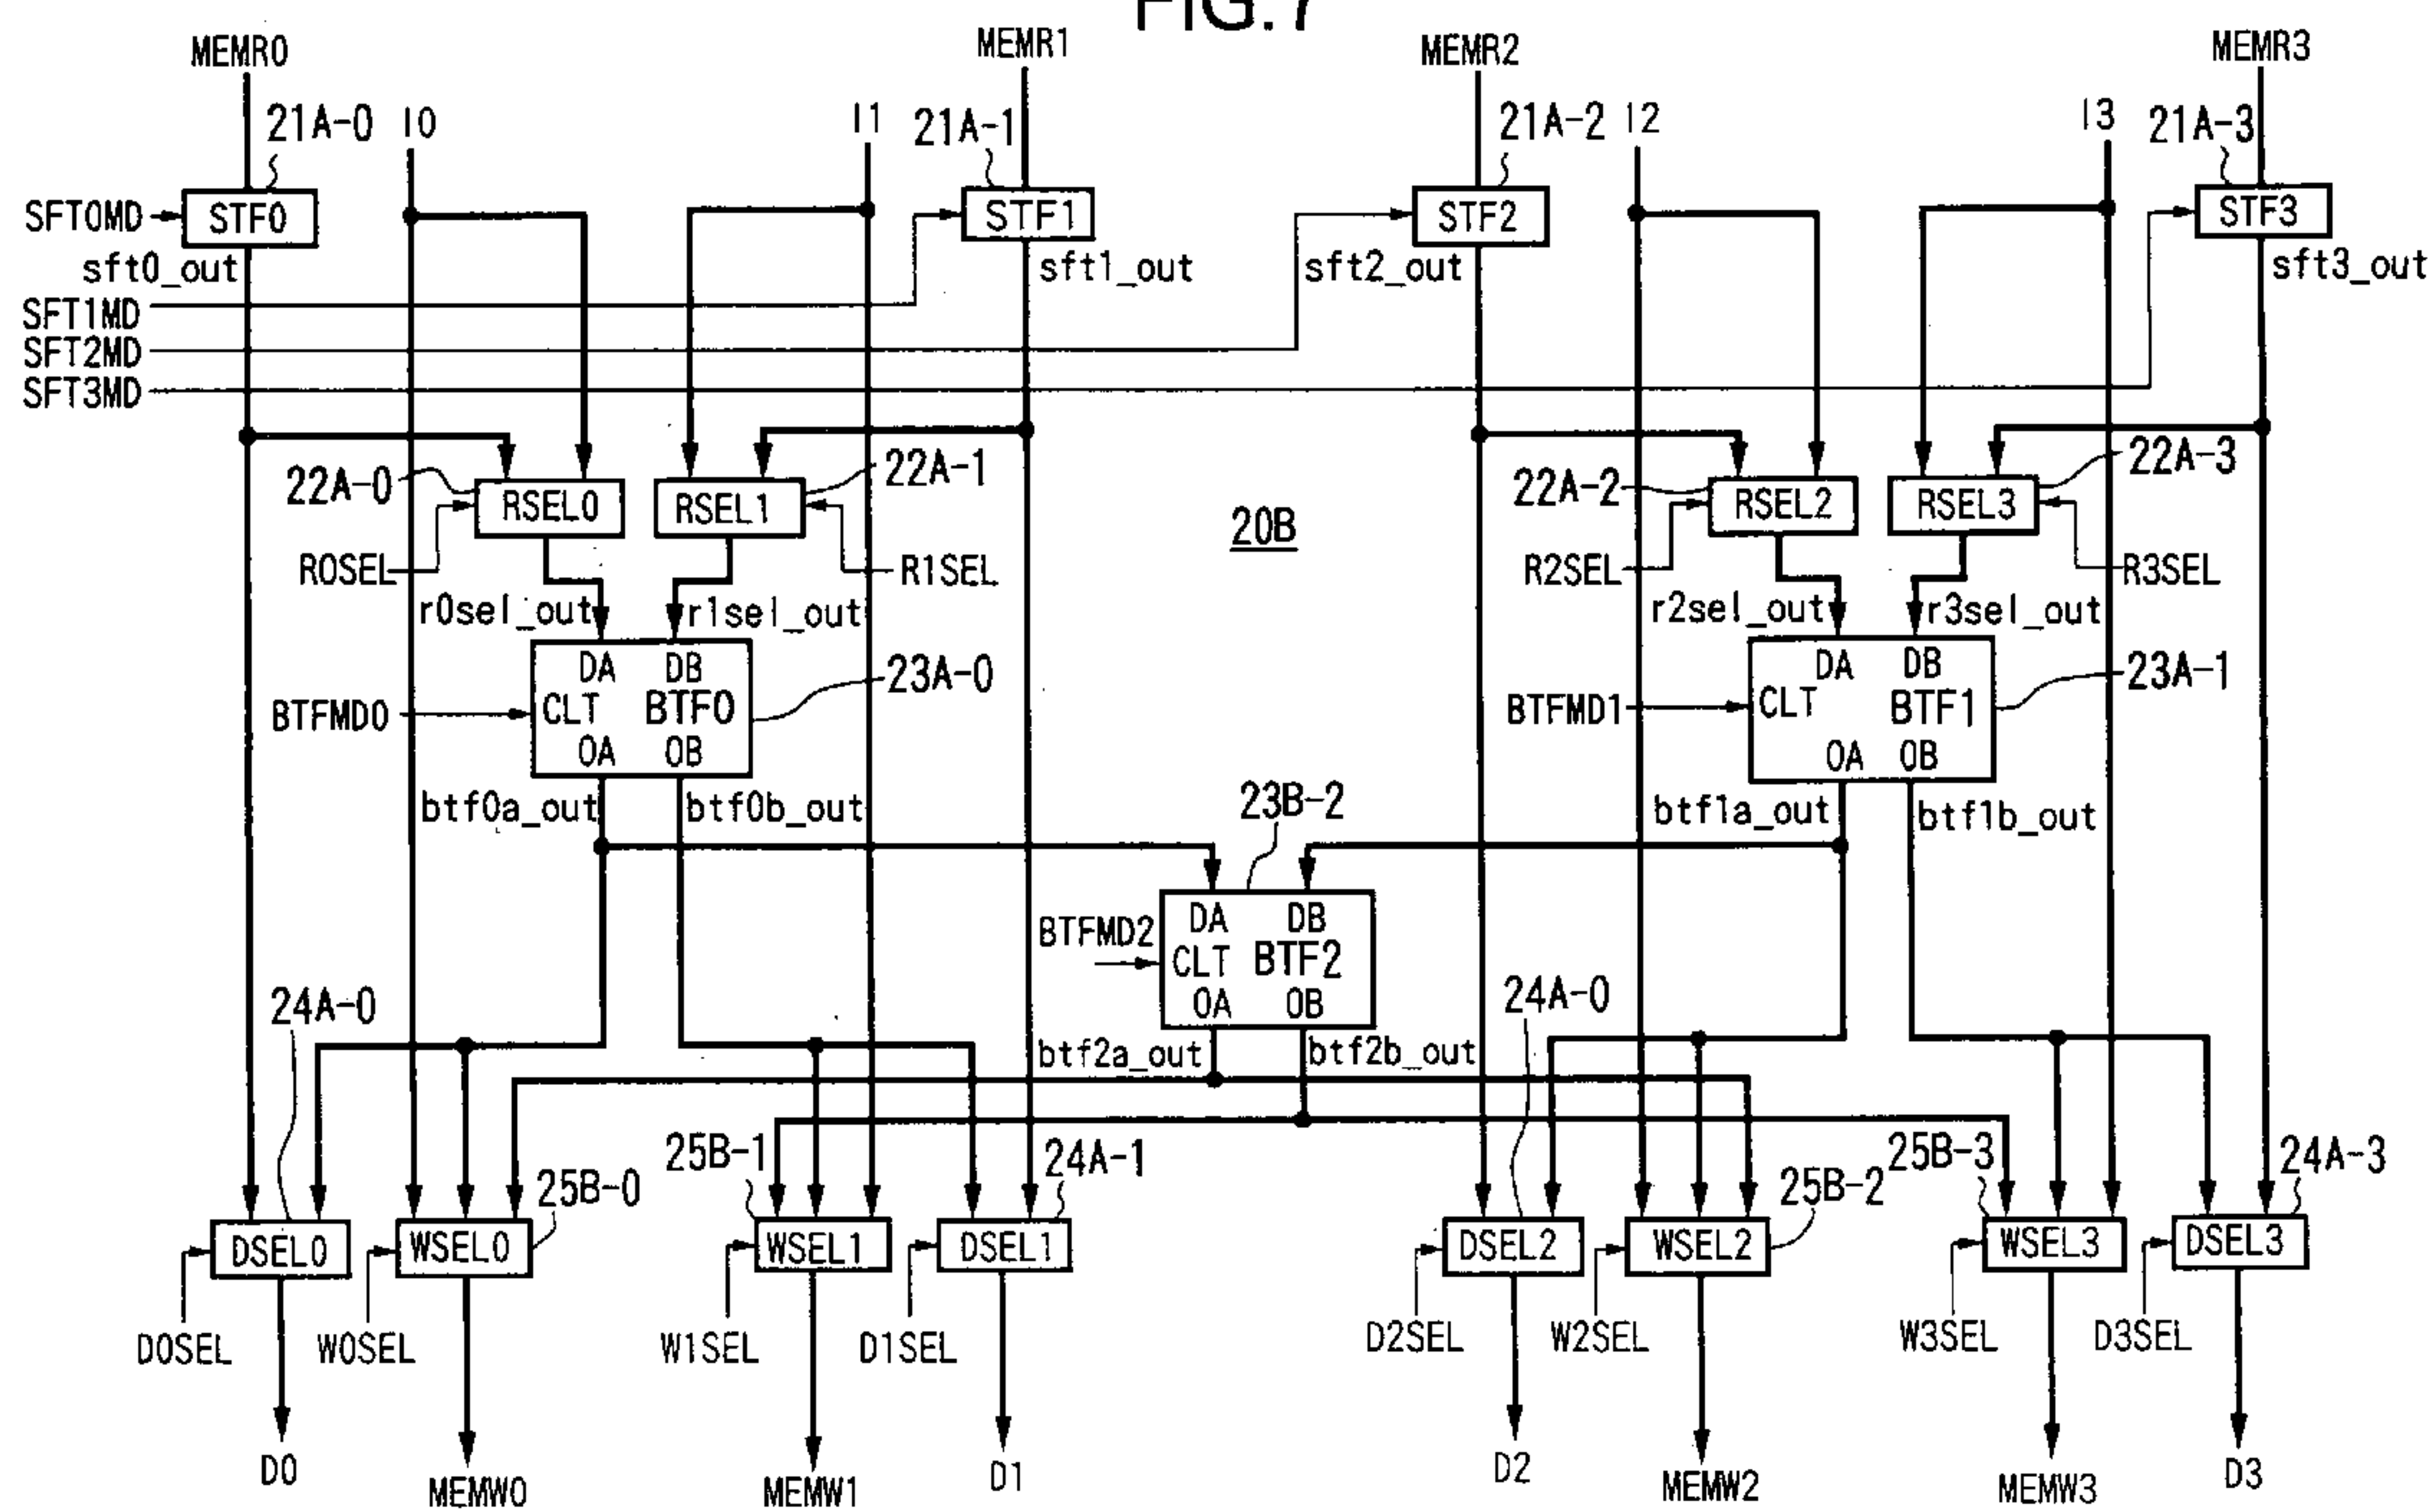 FIG.7
MEMR0
MEMR1
MEMR2
MEMR3
21A-0
I0
I1
21A-1
21A-2
I2
I3
21A-3
SFT0MD
STF0
STF1
STF2
STF3
sft0_out
sft1_out
sft2_out
sft3_out
SFT1MD
SFT2MD
SFT3MD
22A-0
RSEL0
RSEL1
22A-1
22A-2
RSEL2
RSEL3
22A-3
20B
R0SEL
R1SEL
R2SEL
R3SEL
r0sel_out
r1sel_out
r2sel_out
r3sel_out
DA DB
CLT BTF0
OA OB
23A-0
BTFMD0
DA DB
CLT BTF1
OA OB
23A-1
BTFMD1
btf0a_out
btf0b_out
23B-2
btf1a_out
btf1b_out
BTFMD2
DA DB
CLT BTF2
OA OB
24A-0
24A-0
btf2a_out
btf2b_out
25B-0
25B-1
24A-1
25B-2
25B-3
24A-3
DSEL0
WSEL0
WSEL1
DSEL1
DSEL2
WSEL2
WSEL3
DSEL3
D0SEL
W0SEL
W1SEL
D1SEL
D2SEL
W2SEL
W3SEL
D3SEL
D0
MEMW0
MEMW1
D1
D2
MEMW2
MEMW3
D3